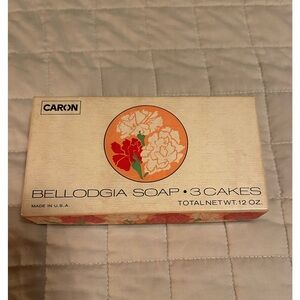 CARON
BELLODGIA SOAP • 3 CAKES
MADE IN U.S.A.
TOTAL NET WT. 12 OZ.